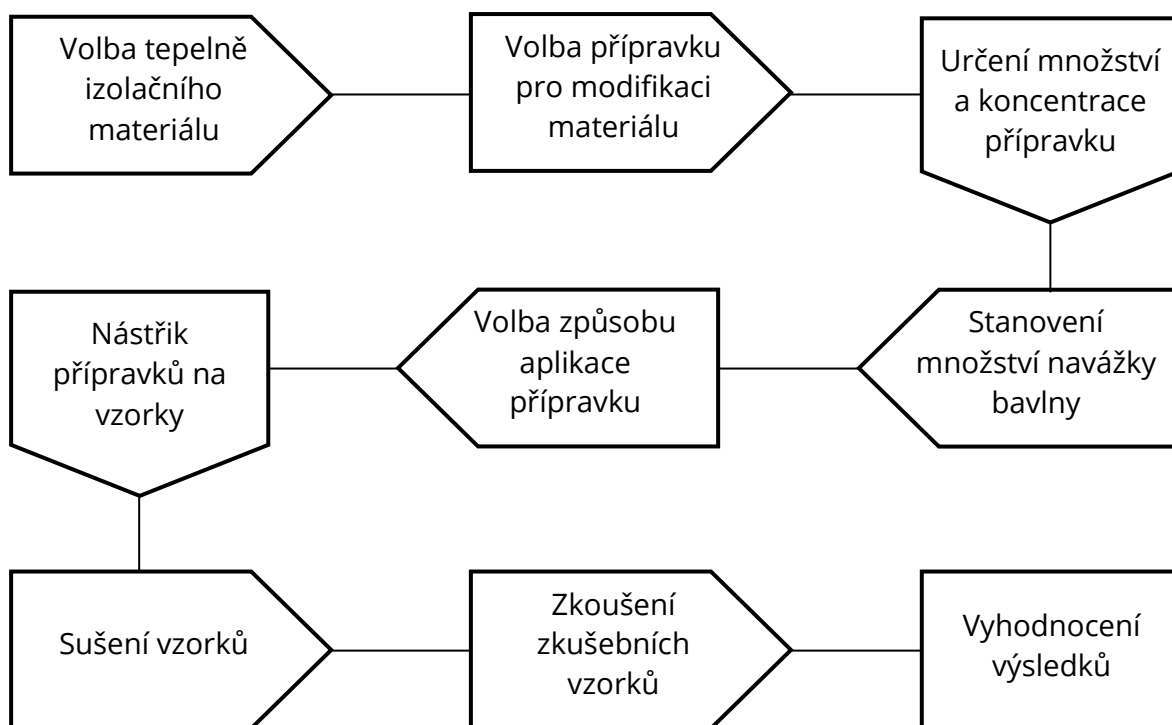 Volba tepelně
izolačního
materiálu
Volba přípravku
pro modifikaci
materiálu
Určení množství
a koncentrace
přípravku
Stanovení
množství navážky
bavlny
Volba způsobu
aplikace
přípravku
Nástřik
přípravků na
vzorky
Sušení vzorků
Zkoušení
zkušebních
vzorků
Vyhodnocení
výsledků